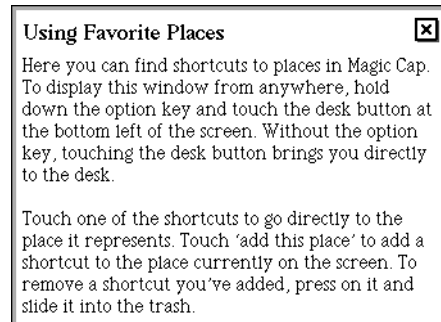 Using Favorite Places
Here you can find shortcuts to places in Magic Cap.
To display this window from anywhere, hold
down the option key and touch the desk button at
the bottom left of the screen. Without the option
key, touching the desk button brings you directly
to the desk.
Touch one of the shortcuts to go directly to the
place it represents. Touch ‘add this place’ to add a
shortcut to the place currently on the screen. To
remove a shortcut you’ve added, press on it and
slide it into the trash.